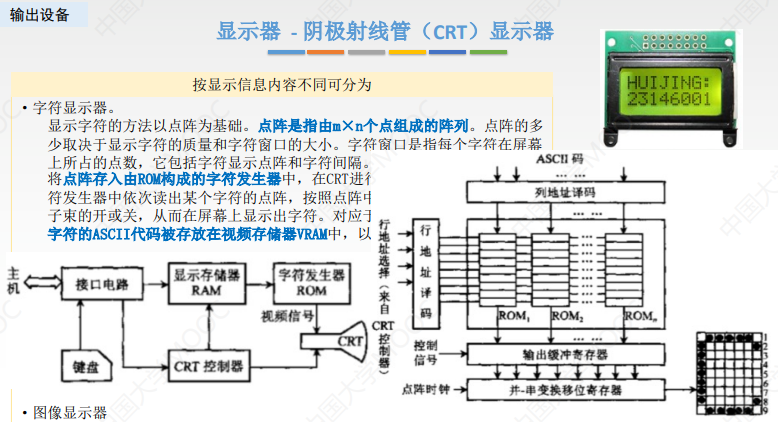 输出设备
显示器 - 阴极射线管（CRT）显示器
按显示信息内容不同可分为
• 字符显示器。
显示字符的方法以点阵为基础。点阵是指由m×n个点组成的阵列。点阵的多
少取决于显示字符的质量和字符窗口的大小。字符窗口是指每个字符在屏幕
上所占的点数，它包括字符显示点阵和字符间隔。
将点阵存入由ROM构成的字符发生器中，在CRT进行
符发生器中依次读出某个字符的点阵，按照点阵中
子束的开或关，从而在屏幕上显示出字符。对应于
字符的ASCII代码被存放在视频存储器VRAM中，以
HUIJING:
23146001
主机
接口电路
显示存储器
RAM
字符发生器
ROM
视频信号
CRT
键盘
CRT 控制器
ASCII 码
列地址译码
行地址选择（来自CRT控制器）
行地址译码
ROM1
ROM2
ROMn
控制
信号
输出缓冲寄存器
点阵时钟
并-串变换移位寄存器
1
2
3
4
5
6
7
8
9
• 图像显示器
中国大学MOOC